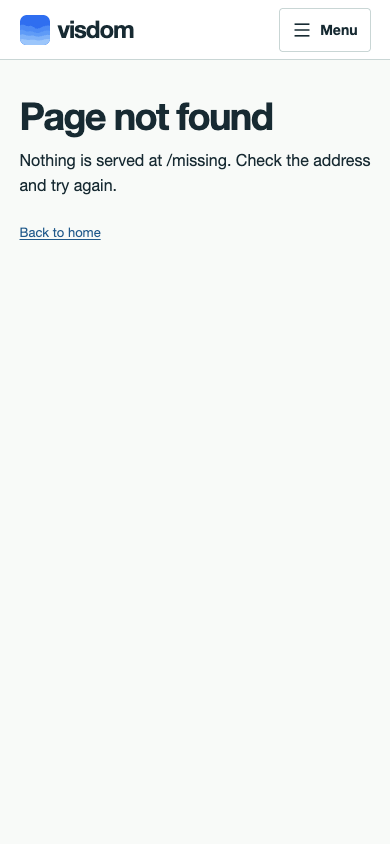 visdom
Menu
Page not found
Nothing is served at /missing. Check the address
and try again.
Back to home